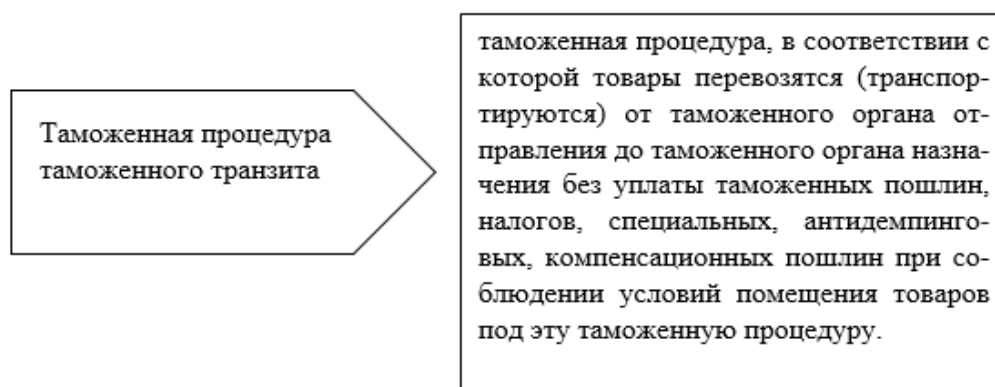 Таможенная процедура
таможенного транзита
таможенная процедура, в соответствии с
которой товары перевозятся (транспор-
тируются) от таможенного органа от-
правления до таможенного органа назна-
чения без уплаты таможенных пошлин,
налогов, специальных, антидемпинго-
вых, компенсационных пошлин при со-
блюдении условий помещения товаров
под эту таможенную процедуру.